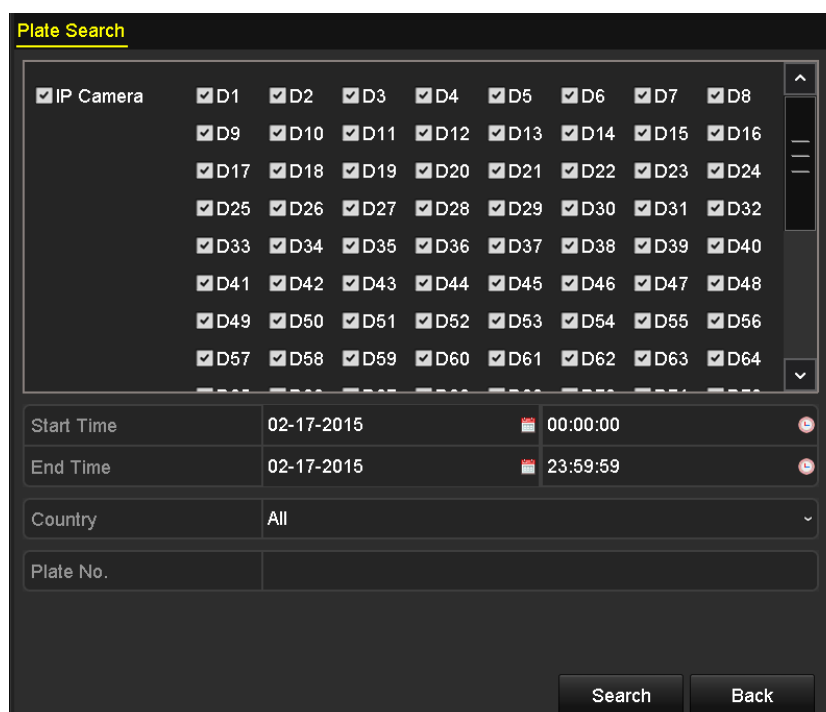 Plate Search
IP Camera D1 D2 D3 D4 D5 D6 D7 D8
D9 D10 D11 D12 D13 D14 D15 D16
D17 D18 D19 D20 D21 D22 D23 D24
D25 D26 D27 D28 D29 D30 D31 D32
D33 D34 D35 D36 D37 D38 D39 D40
D41 D42 D43 D44 D45 D46 D47 D48
D49 D50 D51 D52 D53 D54 D55 D56
D57 D58 D59 D60 D61 D62 D63 D64
Start Time 02-17-2015 00:00:00
End Time 02-17-2015 23:59:59
Country All
Plate No.
Search Back